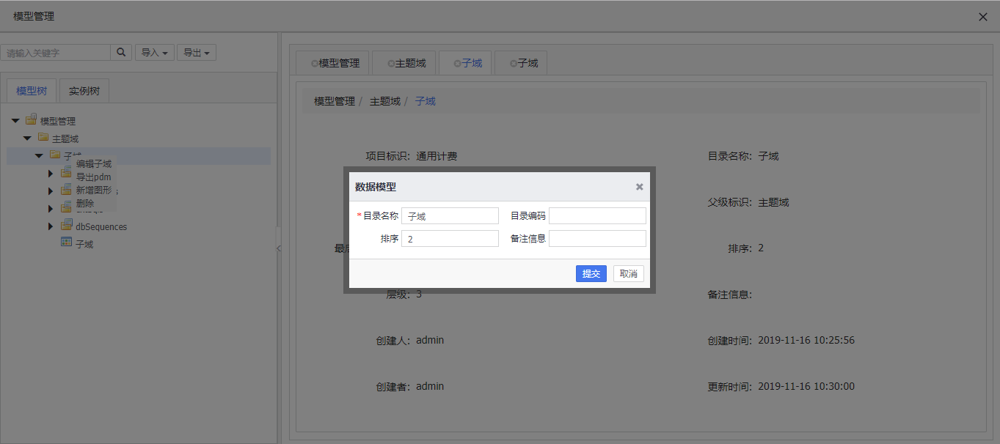 模型管理
请输入关键字 导入 导出
模型树 实例树
模型管理
主题域
子域
编辑子域
导出pdm
新增图形
删除
dbSequences
子域
模型管理 主题域 子域 子域
模型管理 / 主题域 / 子域
项目标识: 通用计费 目录名称: 子域
父级标识: 主题域
排序: 2
层级: 3 备注信息:
创建人: admin 创建时间: 2019-11-16 10:25:56
创建者: admin 更新时间: 2019-11-16 10:30:00
数据模型
*目录名称 子域 目录编码
排序 2 备注信息
提交 取消